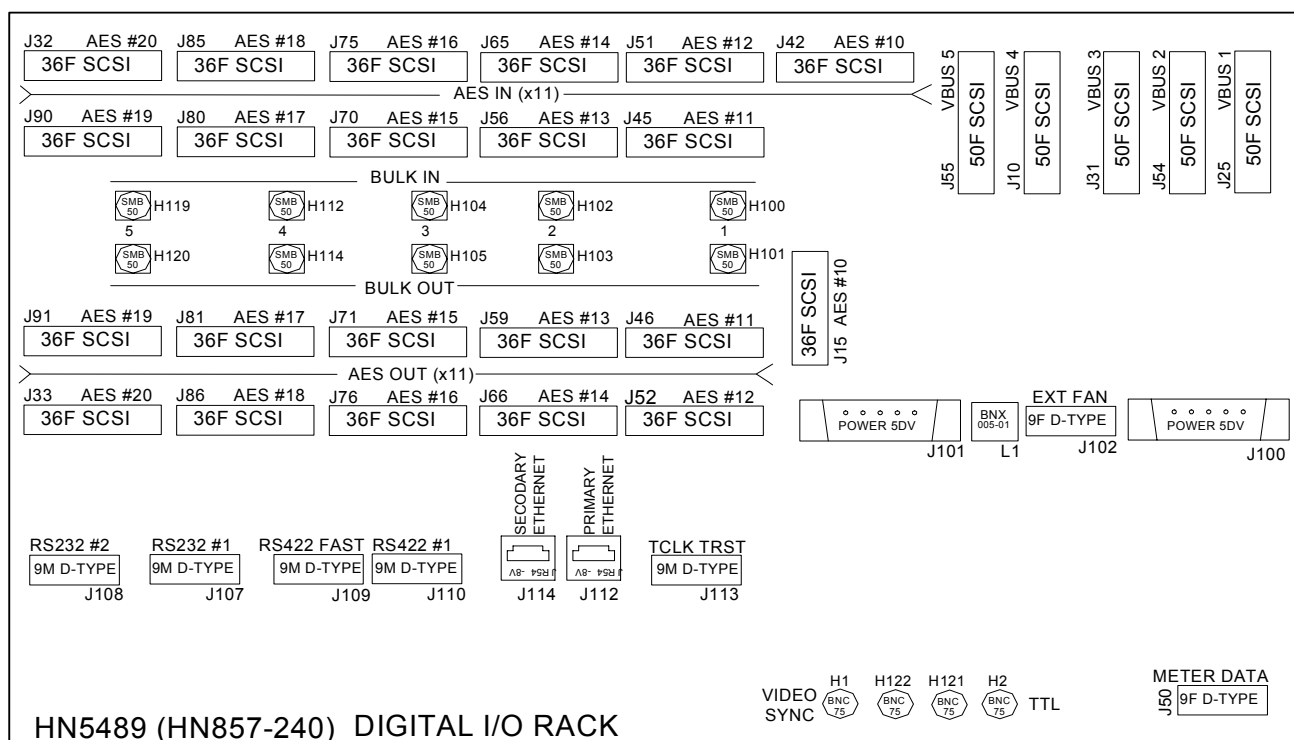 J32 AES #20 J85 AES #18 J75 AES #16 J65 AES #14 J51 AES #12 J42 AES #10
36F SCSI 36F SCSI 36F SCSI 36F SCSI 36F SCSI 36F SCSI
AES IN (x11)
J90 AES #19 J80 AES #17 J70 AES #15 J56 AES #13 J45 AES #11
36F SCSI 36F SCSI 36F SCSI 36F SCSI 36F SCSI
J55 VBUS 5
50F SCSI
J10 VBUS 4
50F SCSI
J31 VBUS 3
50F SCSI
J54 VBUS 2
50F SCSI
J25 VBUS 1
50F SCSI
BULK IN
SMB 50 H119 SMB 50 H112 SMB 50 H104 SMB 50 H102 SMB 50 H100
5 4 3 2 1
SMB 50 H120 SMB 50 H114 SMB 50 H105 SMB 50 H103 SMB 50 H101
BULK OUT
36F SCSI
J15 AES #10
J91 AES #19 J81 AES #17 J71 AES #15 J59 AES #13 J46 AES #11
36F SCSI 36F SCSI 36F SCSI 36F SCSI 36F SCSI
AES OUT (x11)
J33 AES #20 J86 AES #18 J76 AES #16 J66 AES #14 J52 AES #12
36F SCSI 36F SCSI 36F SCSI 36F SCSI 36F SCSI
POWER 5DV
J101
BNX
005-01
L1
EXT FAN
9F D-TYPE
J102
POWER 5DV
J100
RS232 #2 RS232 #1 RS422 FAST RS422 #1
9M D-TYPE 9M D-TYPE 9M D-TYPE 9M D-TYPE
J108 J107 J109 J110
SECODARY
ETHERNET
JR54 -8V
J114
PRIMARY
ETHERNET
JR54 -8V
J112
TCLK TRST
9M D-TYPE
J113
H1 H122 H121 H2
VIDEO
SYNC
BNC 75 BNC 75 BNC 75 BNC 75 TTL
METER DATA
J50 9F D-TYPE
HN5489 (HN857-240) DIGITAL I/O RACK